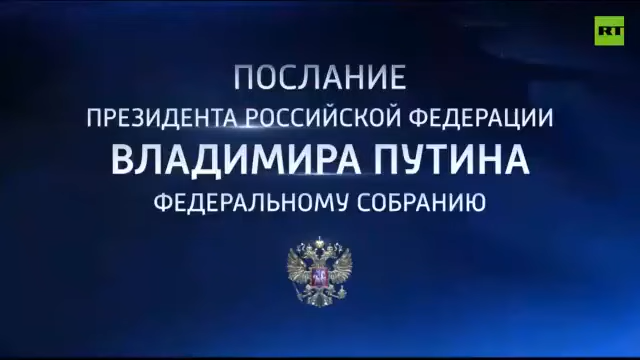 RT
ПОСЛАНИЕ
ПРЕЗИДЕНТА РОССИЙСКОЙ ФЕДЕРАЦИИ
ВЛАДИМИРА ПУТИНА
ФЕДЕРАЛЬНОМУ СОБРАНИЮ